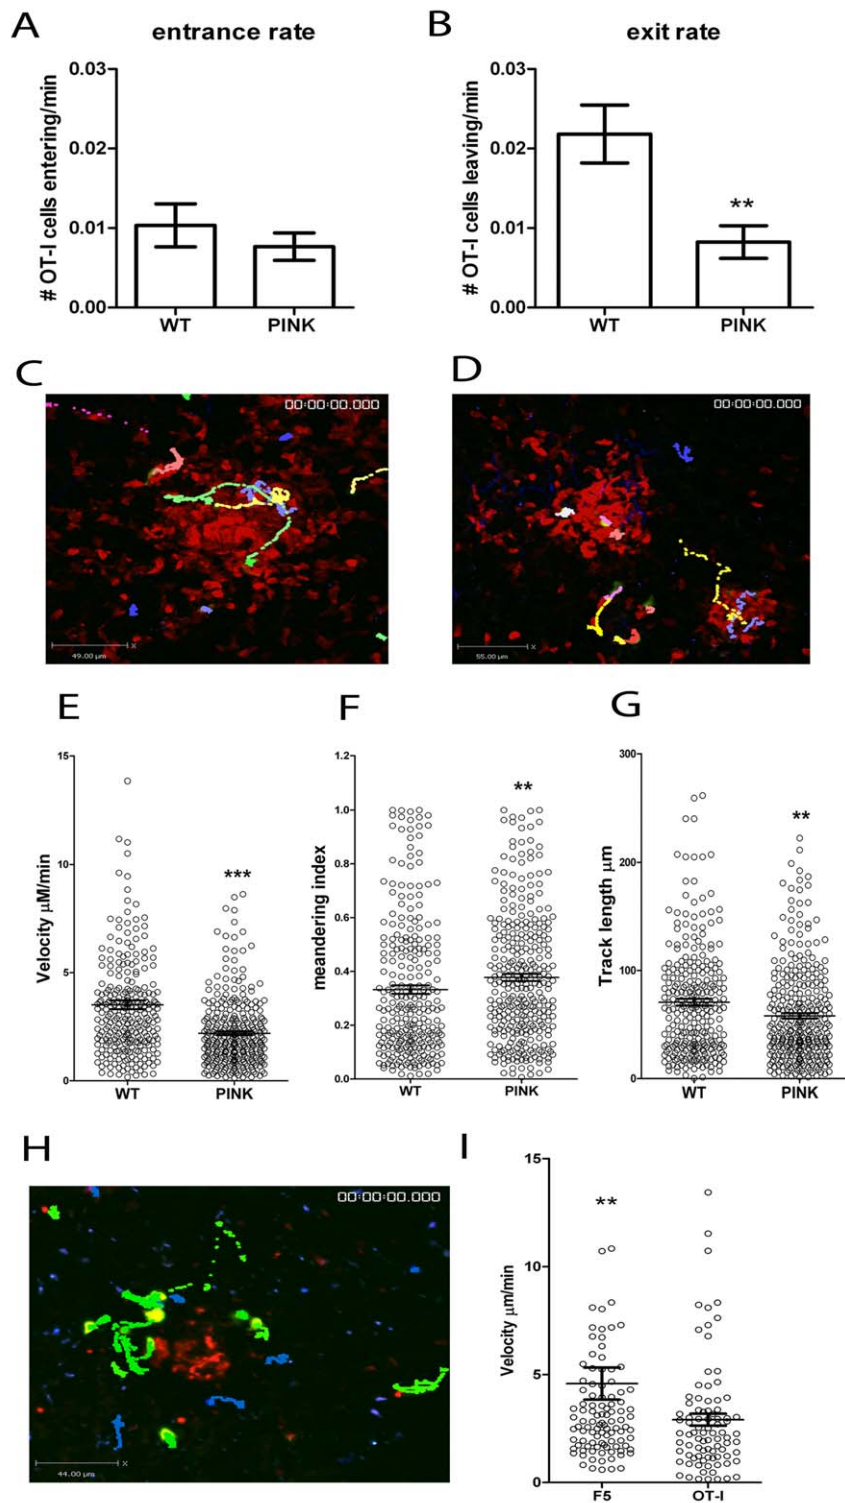 A
entrance rate
# OT-I cells entering/min
0.03
0.02
0.01
0.00
WT
PINK
B
exit rate
# OT-I cells leaving/min
0.03
0.02
0.01
0.00
**
WT
PINK
C
00:00:00.000
49.00 µm
x
D
00:00:00.000
55.00 µm
x
E
Velocity µM/min
15
10
5
0
***
WT
PINK
F
meandering index
1.2
1.0
0.8
0.6
0.4
0.2
0.0
**
WT
PINK
G
Track length µm
300
200
100
0
**
WT
PINK
H
00:00:00.000
44.00 µm
x
I
Velocity µm/min
15
10
5
0
**
F5
OT-I